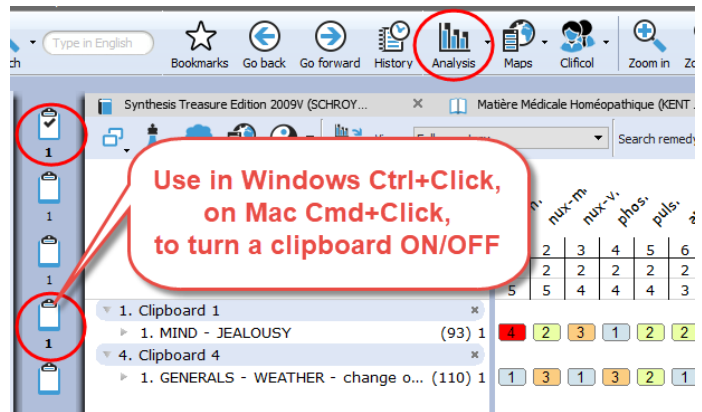 Type in English
Bookmarks Go back Go forward History Analysis Maps Clificol Zoom in
Synthesis Treasure Edition 2009V (SCHROY... × Matière Médicale Homéopathique (KENT
Search remedy
Use in Windows Ctrl+Click,
on Mac Cmd+Click,
to turn a clipboard ON/OFF
nux-m. nux-v. phos. puls.
1
1
1
1
2 3 4 5 6
2 2 2 2 2
5 5 4 4 4 3
1. Clipboard 1 ×
1. MIND - JEALOUSY (93) 1 4 2 3 1 2 2
4. Clipboard 4 ×
1. GENERALS - WEATHER - change o... (110) 1 1 3 1 3 2 1